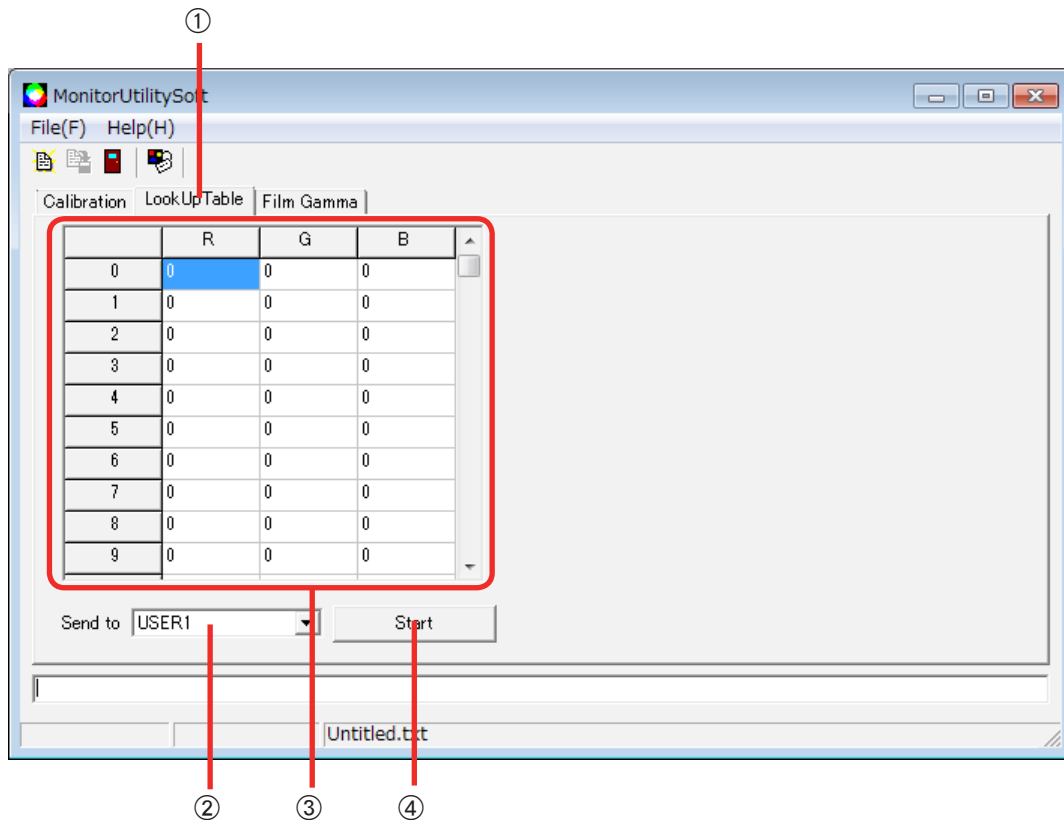 ①
MonitorUtilitySoft
File(F) Help(H)
Calibration LookUpTable Film Gamma
R G B
0 0 0 0
1 0 0 0
2 0 0 0
3 0 0 0
4 0 0 0
5 0 0 0
6 0 0 0
7 0 0 0
8 0 0 0
9 0 0 0
Send to USER1 Start
Untitled.txt
② ③ ④